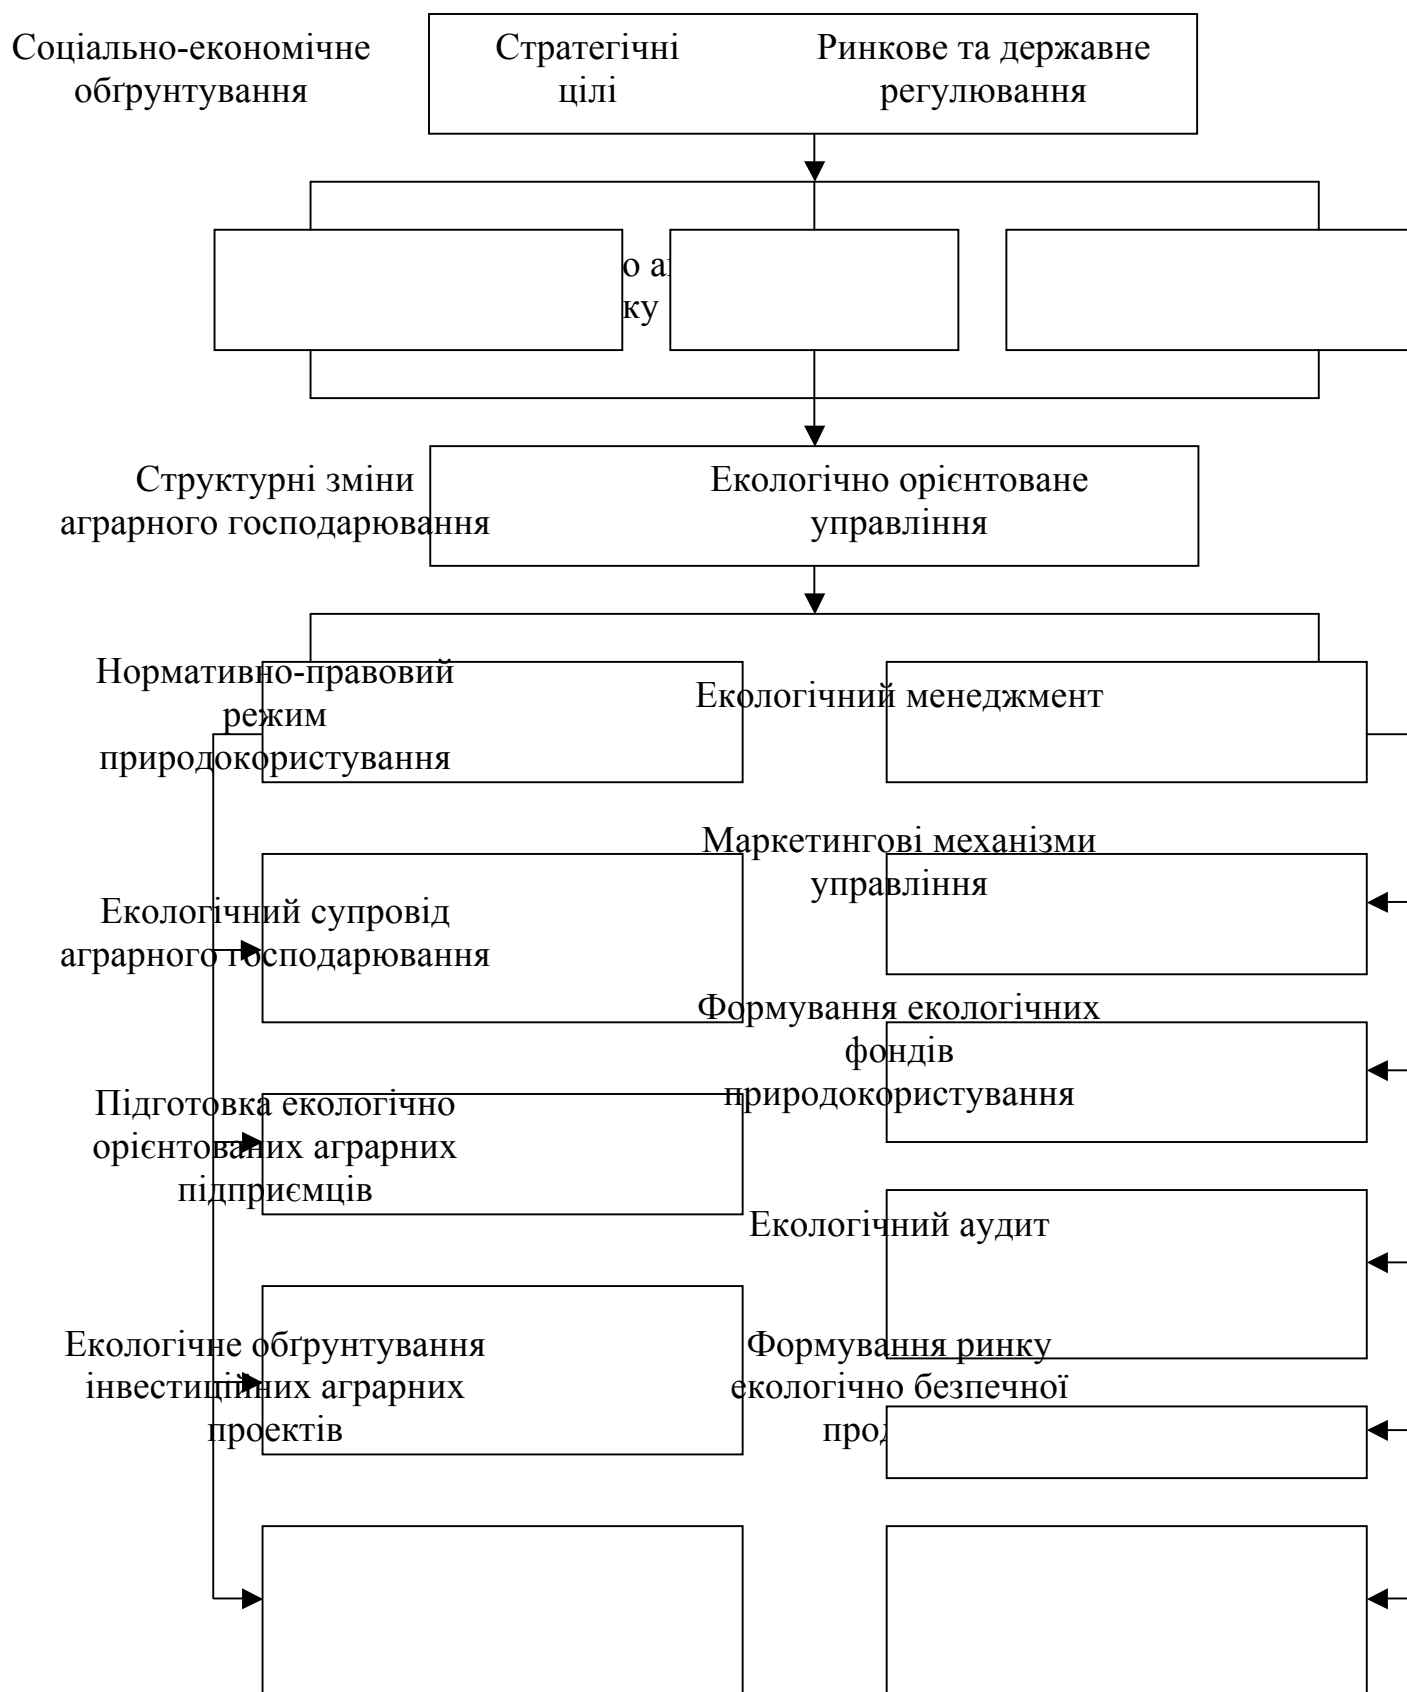 Соціально-економічне
обґрунтування
Стратегічні
цілі
Ринкове та державне
регулювання
о а
ку
Структурні зміни
аграрного господарювання
Екологічно орієнтоване
управління
Нормативно-правовий
режим
природокористування
Екологічний менеджмент
Маркетингові механізми
управління
Екологічний супровід
аграрного господарювання
Формування екологічних
фондів
природокористування
Підготовка екологічно
орієнтованих аграрних
підприємців
Екологічний аудит
Екологічне обґрунтування
інвестиційних аграрних
проектів
Формування ринку
екологічно безпечної
прод